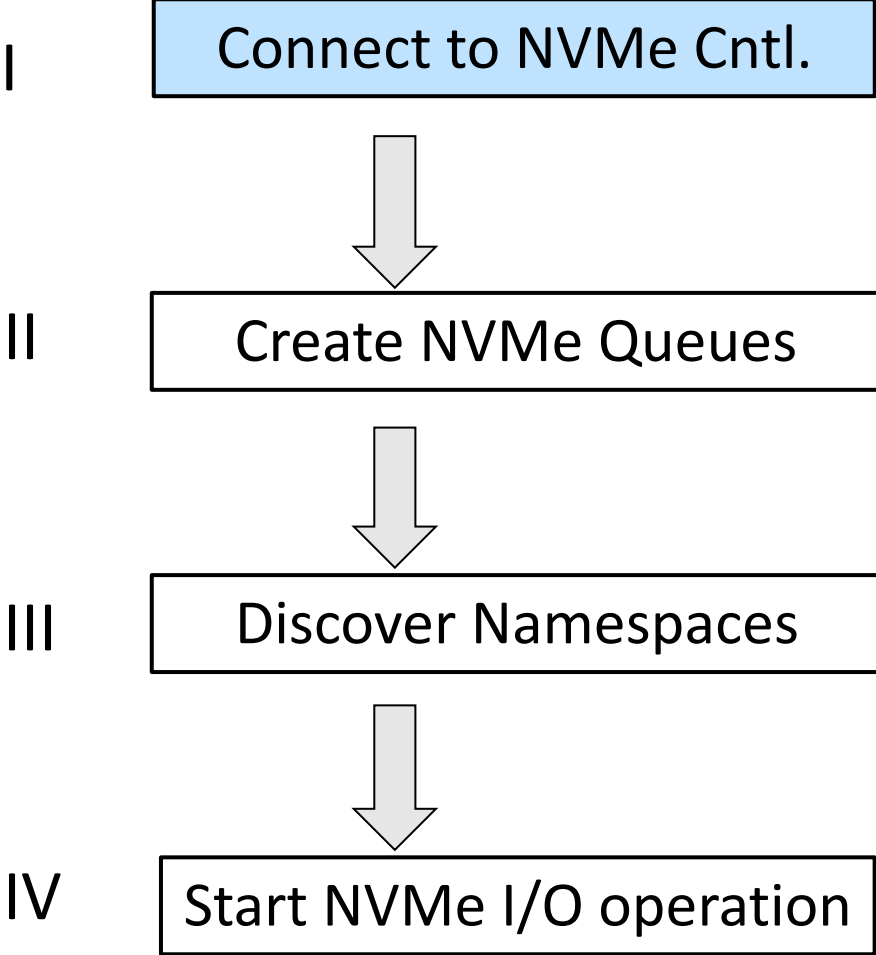 I
Connect to NVMe Cntl.
II
Create NVMe Queues
III
Discover Namespaces
IV
Start NVMe I/O operation